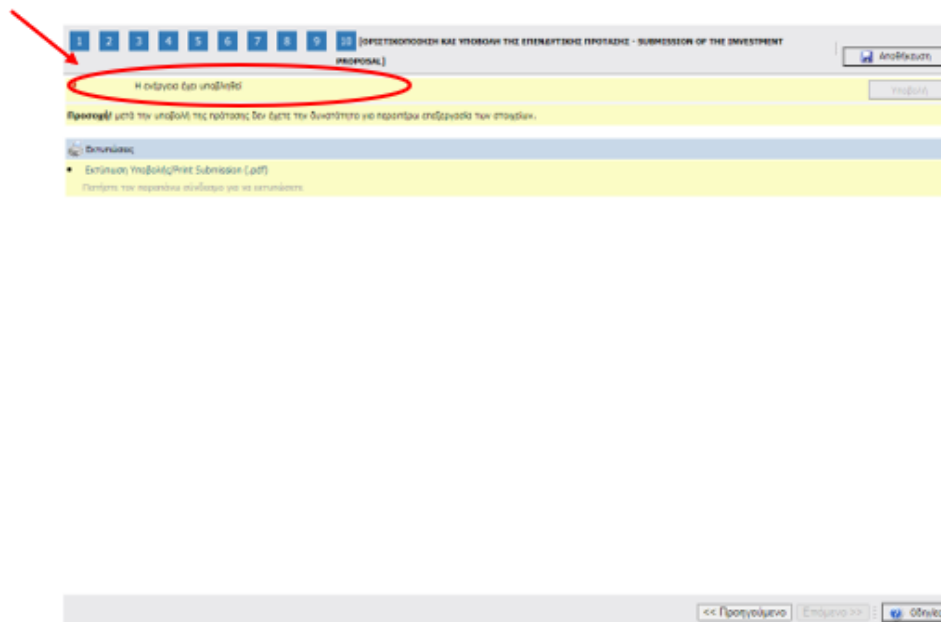 1 2 3 4 5 6 7 8 9 10 [ΟΡΙΣΤΙΚΟΠΟΙΗΣΗ ΚΑΙ ΥΠΟΒΟΛΗ ΤΗΣ ΕΠΕΝΔΥΤΙΚΗΣ ΠΡΟΤΑΣΗΣ - SUBMISSION OF THE INVESTMENT
PROPOSAL]
Αποθήκευση
Η ενέργεια έχει υποβληθεί
Υποβολή
Προσοχή! μετά την υποβολή της πρότασης δεν έχετε την δυνατότητα για περαιτέρω επεξεργασία των στοιχείων.
Εκτυπώσεις
Εκτύπωση Υποβολής/Print Submission (.pdf)
Πατήστε τον παραπάνω σύνδεσμο για να εκτυπώσετε
<< Προηγούμενο Επόμενο >> Οδηγίες